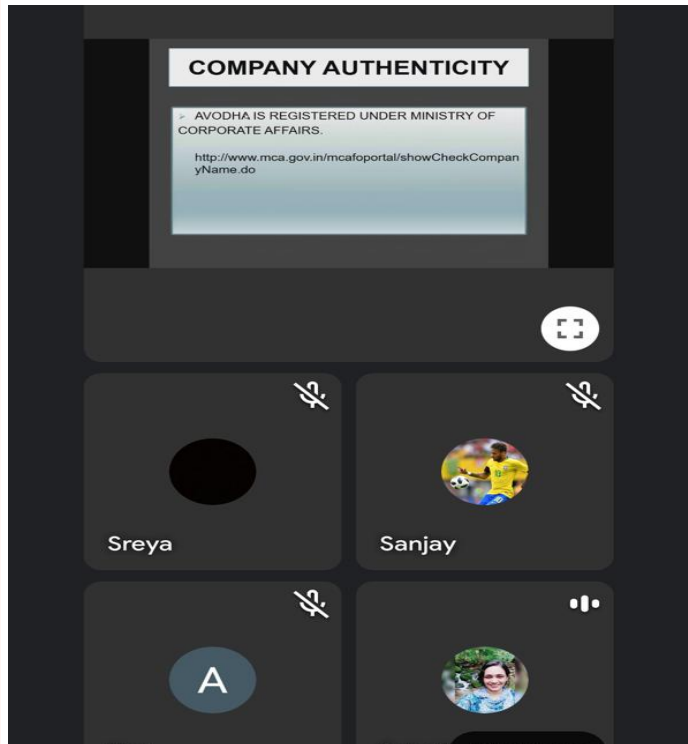 COMPANY AUTHENTICITY
➢ AVODHA IS REGISTERED UNDER MINISTRY OF
CORPORATE AFFAIRS.
http://www.mca.gov.in/mcafoportal/showCheckCompan
yName.do
Sreya
Sanjay
A